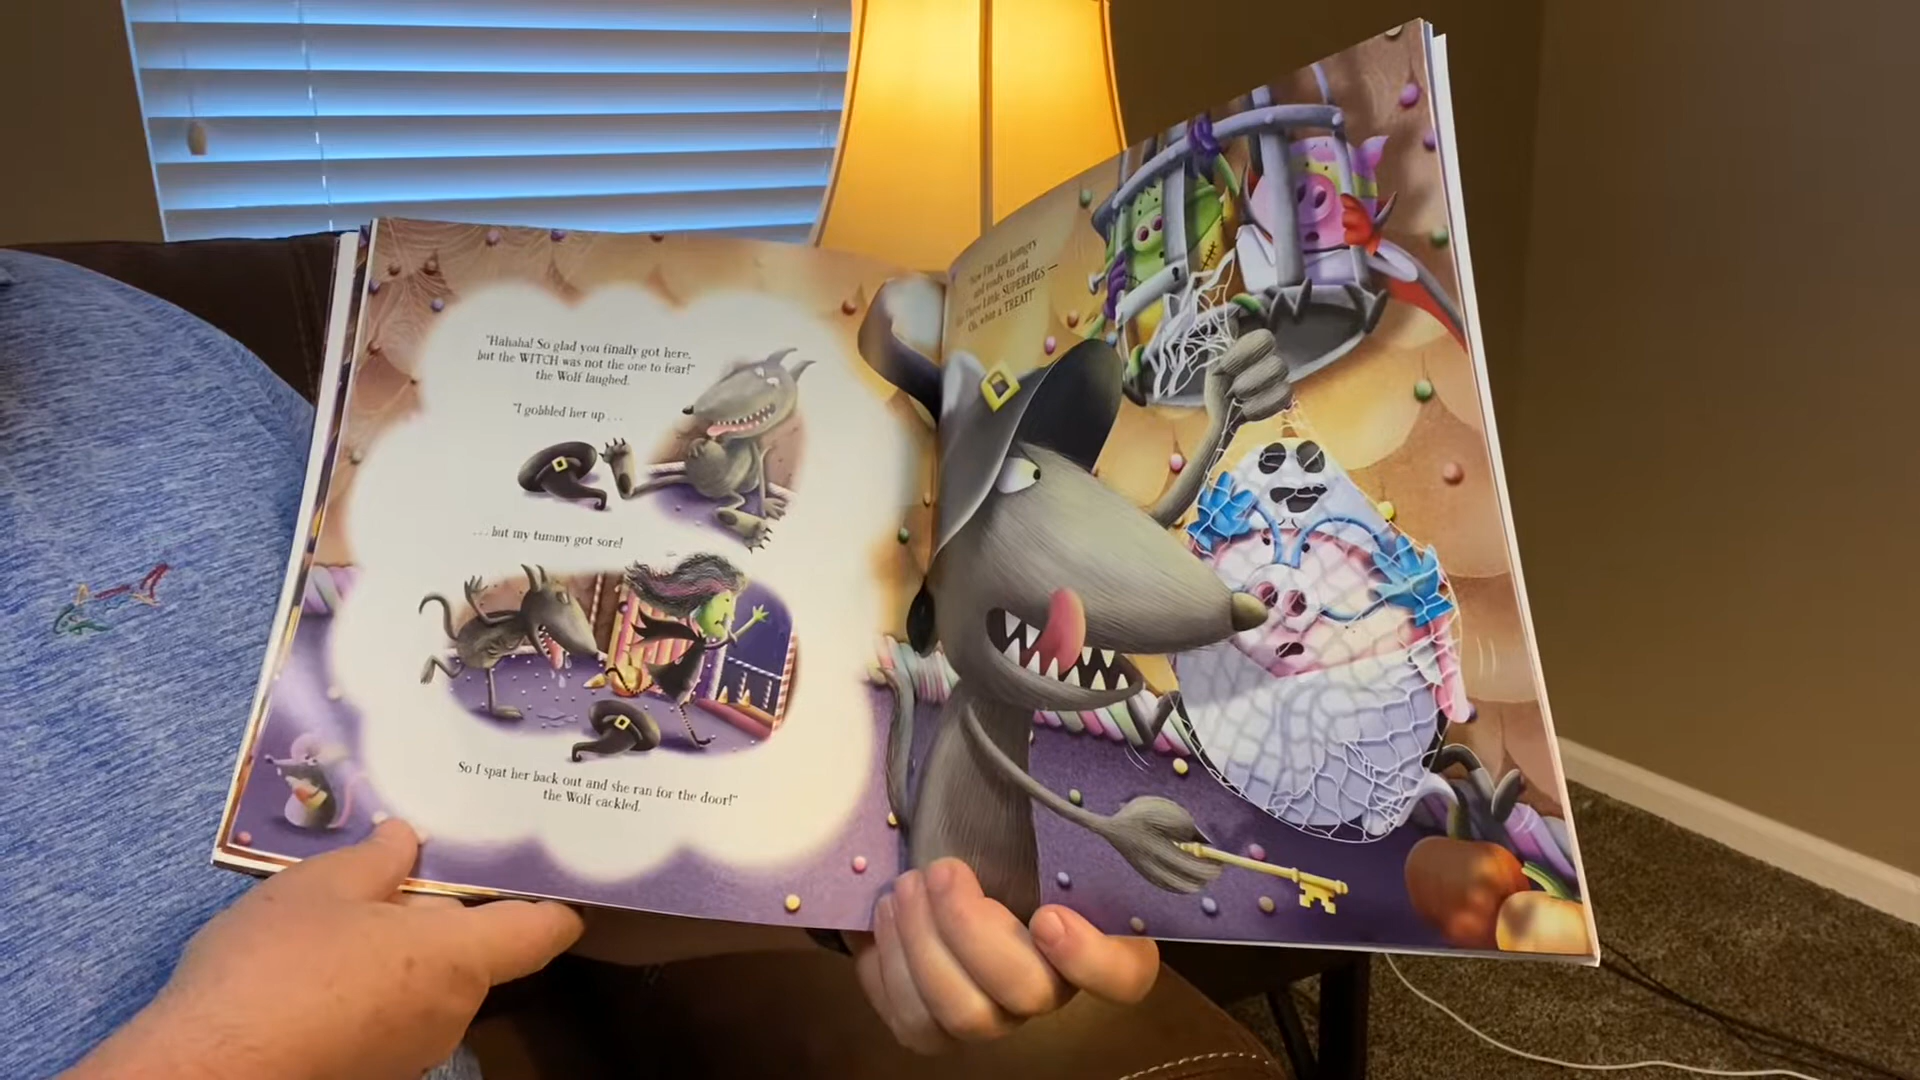 "Hahaha! So glad you finally got here,
but the WITCH was not the one to fear!"
the Wolf laughed.
"I gobbled her up . . .
. . . but my tummy got sore!
So I spat her back out and she ran for the door!"
the Wolf cackled.
Now I'm still hungry
and ready to eat
Three Little SUPERPIGS —
Oh, what a TREAT!"